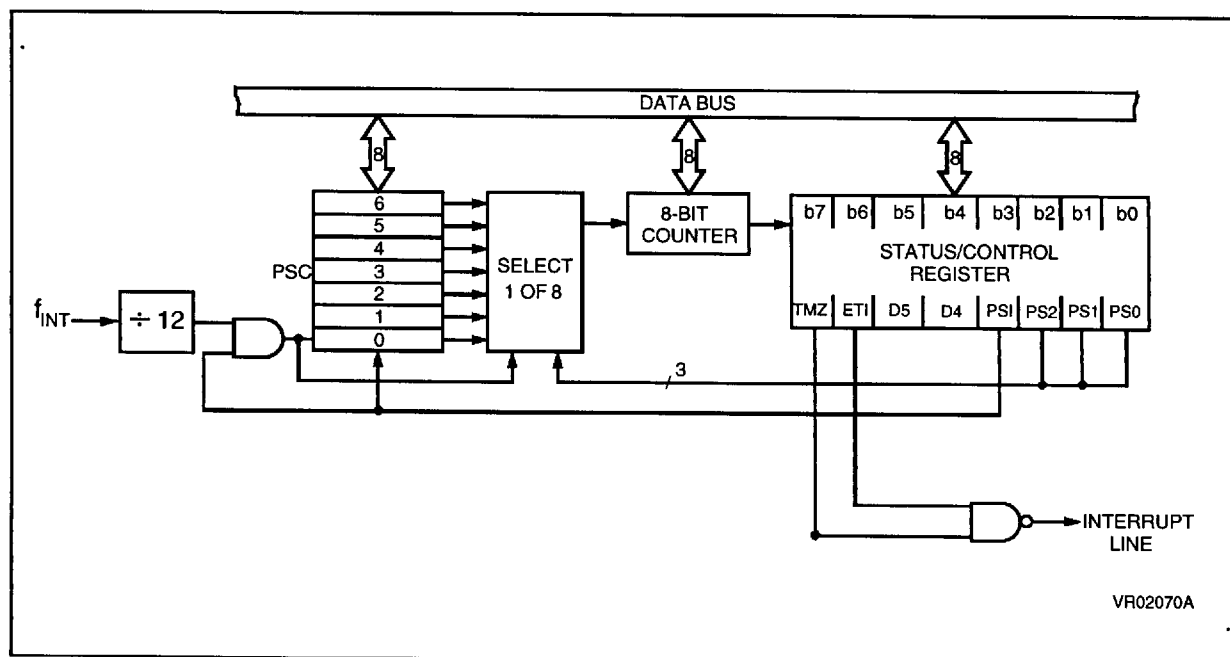 DATA BUS
8
8
8
6
5
4
PSC 3
2
1
0
SELECT
1 OF 8
8-BIT
COUNTER
b7 b6 b5 b4 b3 b2 b1 b0
STATUS/CONTROL
REGISTER
TMZ ETI D5 D4 PSI PS2 PS1 PS0
fINT
÷ 12
3
INTERRUPT
LINE
VR02070A